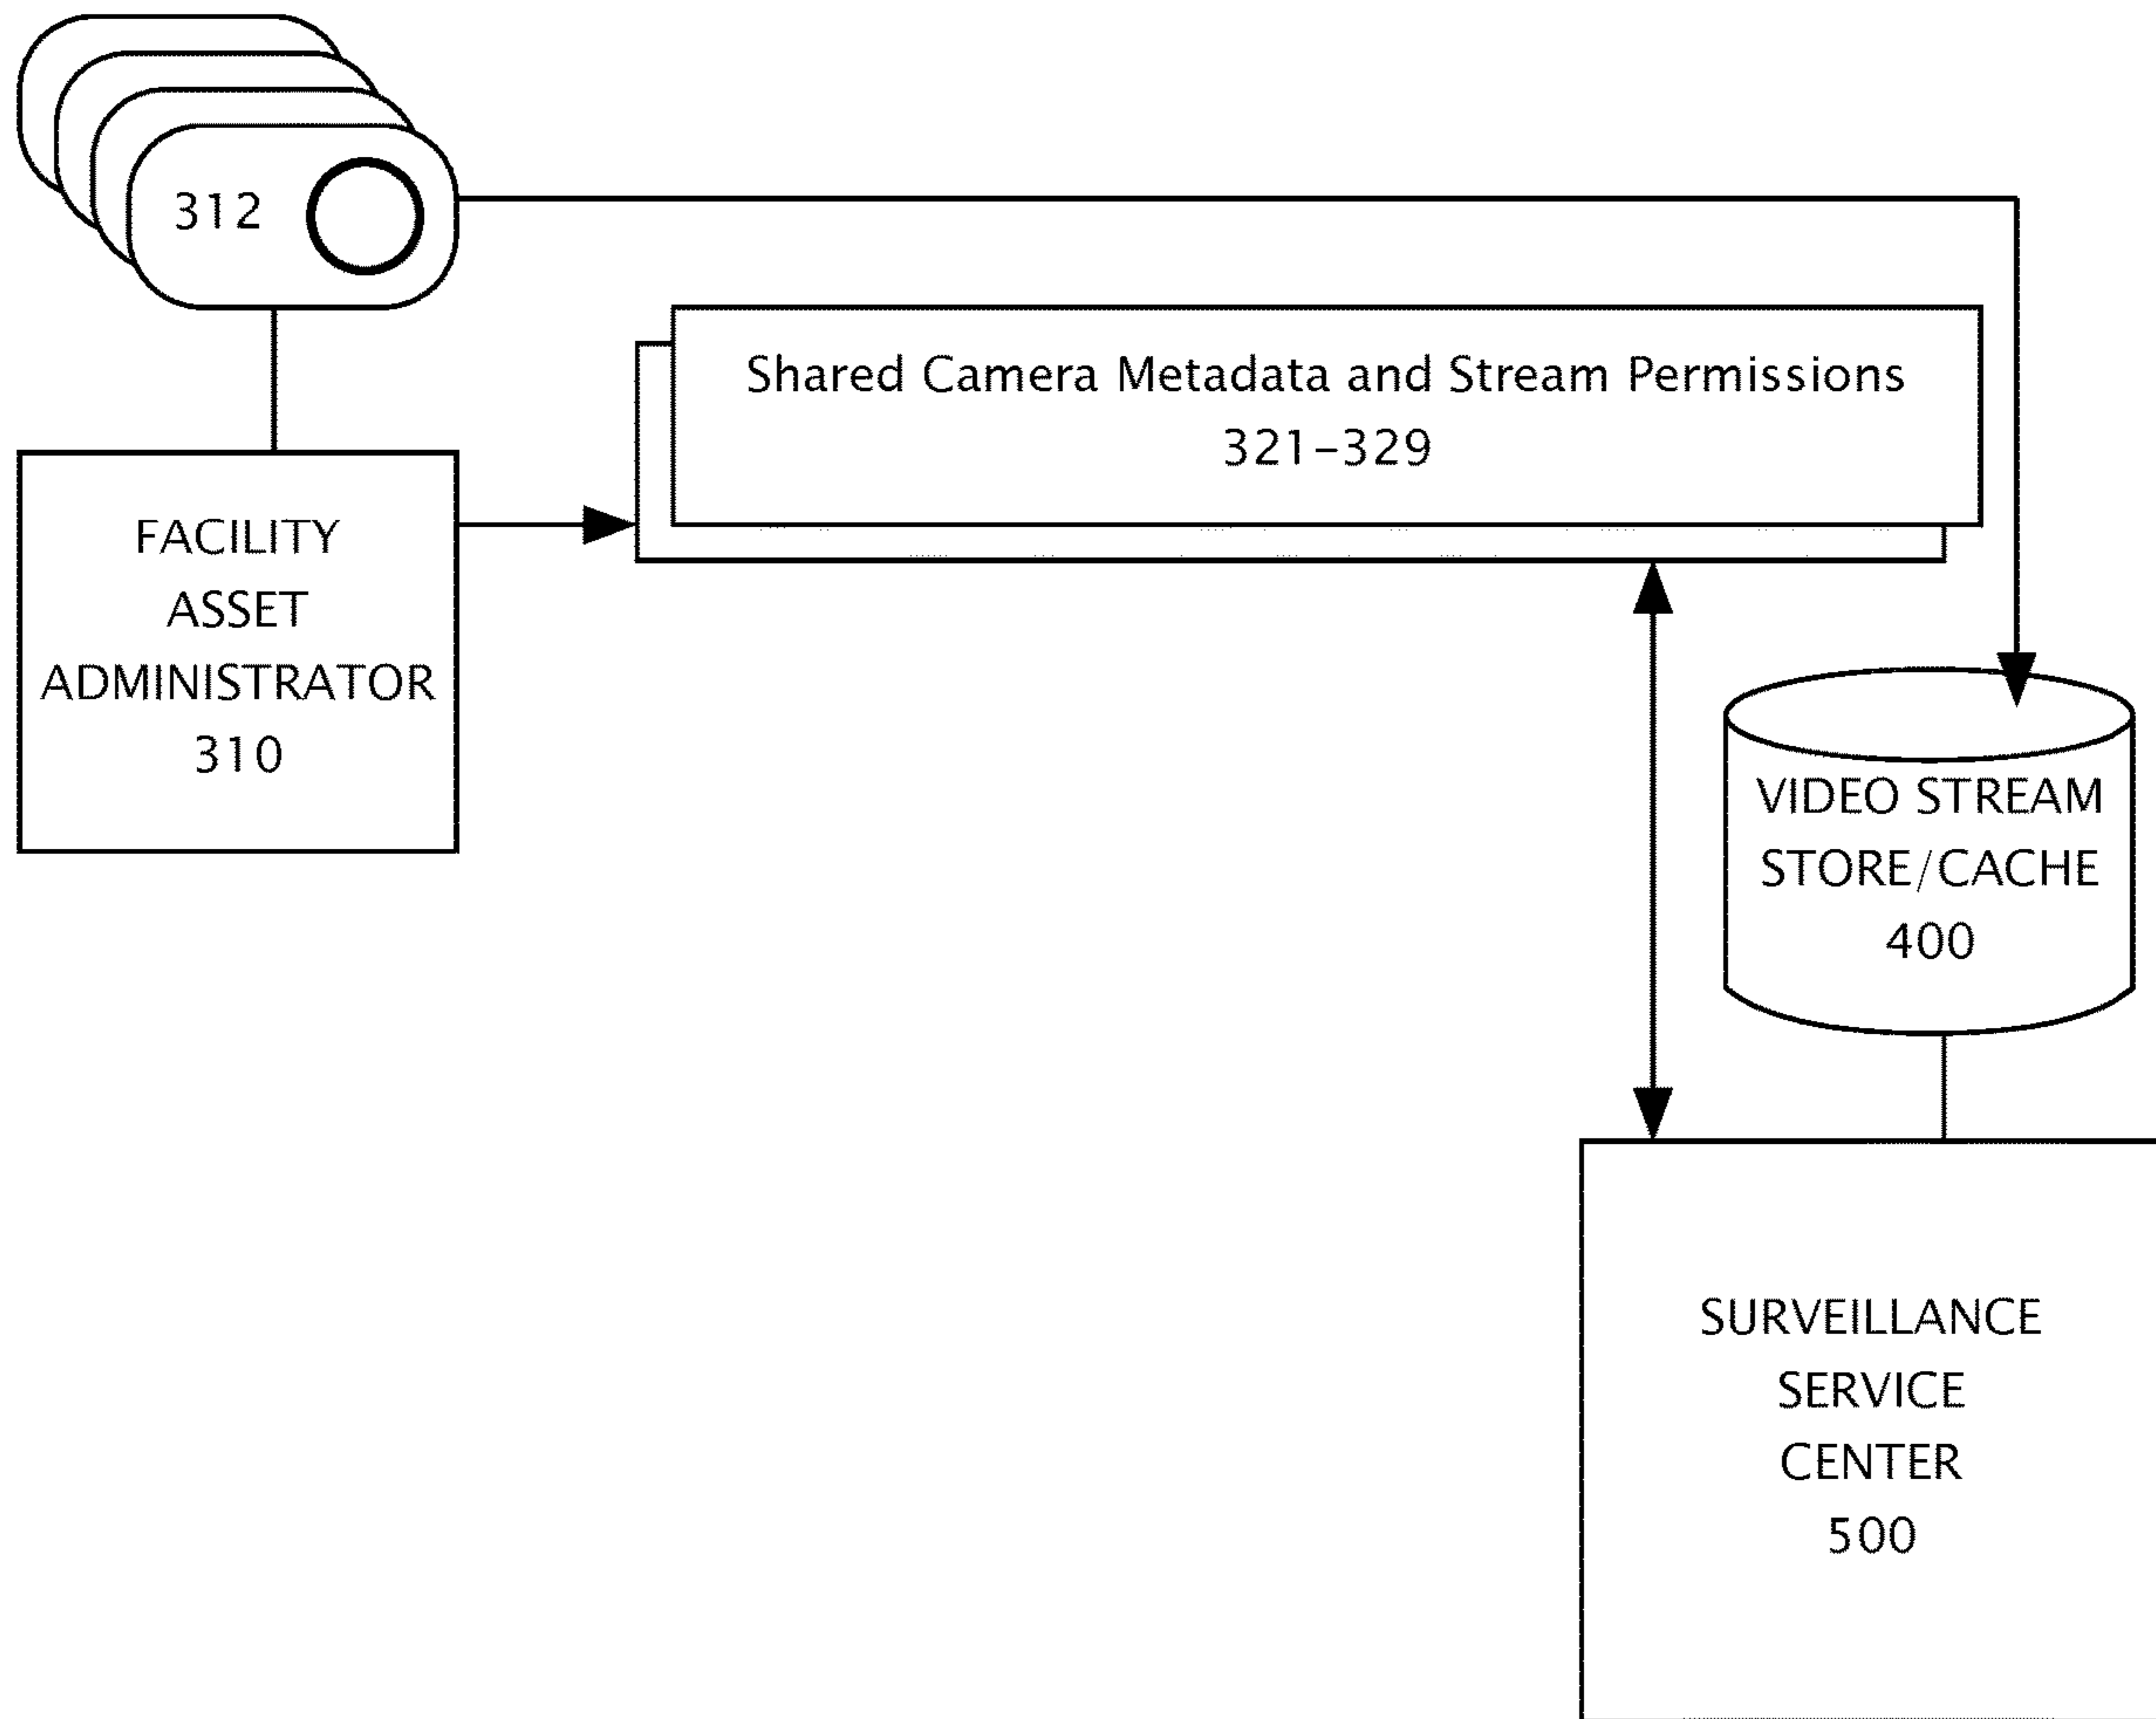 312
Shared Camera Metadata and Stream Permissions
321-329
FACILITY
ASSET
ADMINISTRATOR
310
VIDEO STREAM
STORE/CACHE
400
SURVEILLANCE
SERVICE
CENTER
500